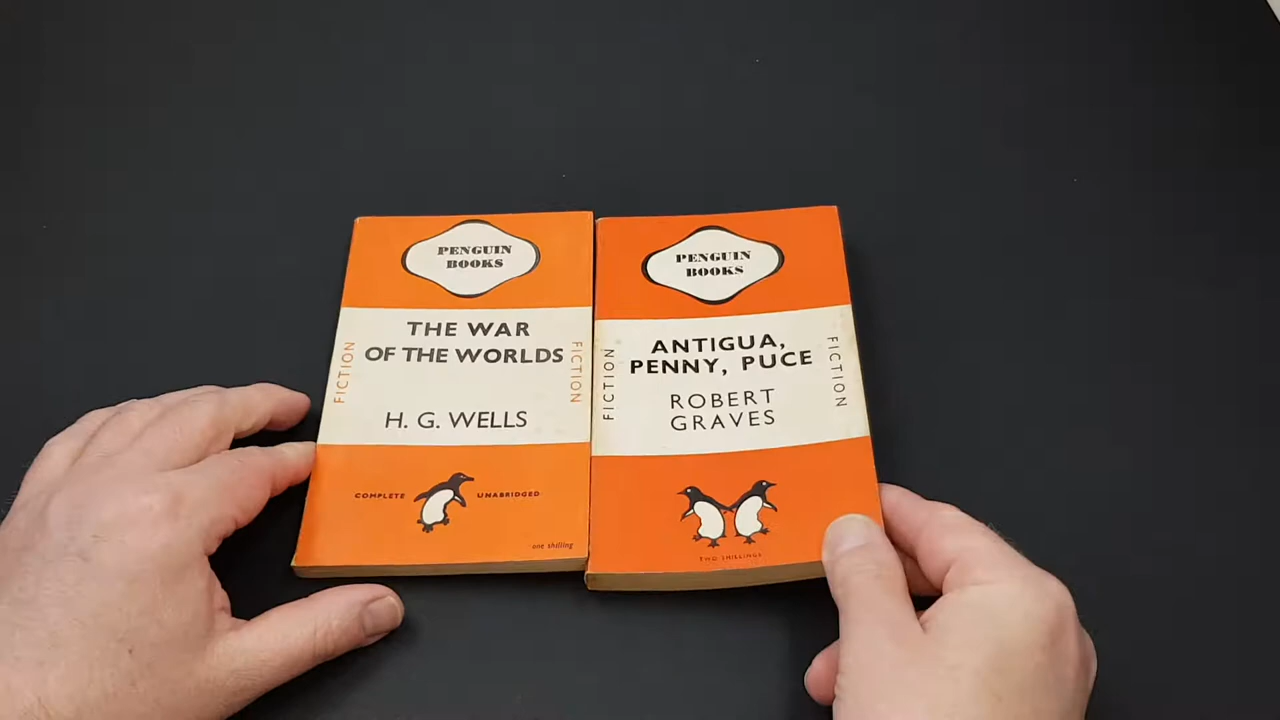 PENGUIN
BOOKS
THE WAR
OF THE WORLDS
FICTION
FICTION
H. G. WELLS
COMPLETE UNABRIDGED
one shilling
PENGUIN
BOOKS
ANTIGUA,
PENNY, PUCE
FICTION
FICTION
ROBERT
GRAVES
TWO SHILLINGS